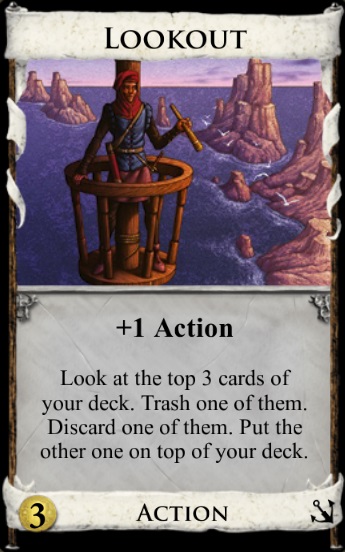 LOOKOUT
+1 Action
Look at the top 3 cards of
your deck. Trash one of them.
Discard one of them. Put the
other one on top of your deck.
3
ACTION